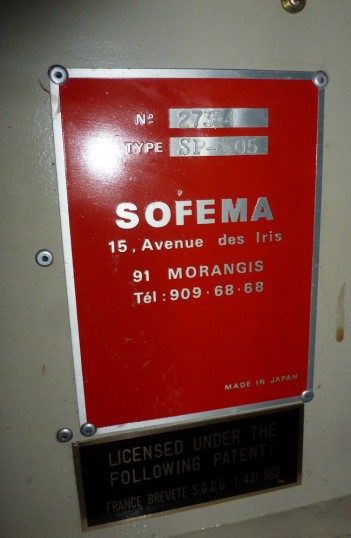 Nº
TYPE
SOFEMA
15, Avenue des Iris
91 MORANGIS
Tél : 909 · 68 - 68
MADE IN JAPAN
LICENSED UNDER THE
FOLLOWING PATENT:
FRANCE BREVETE S.G.D.G.